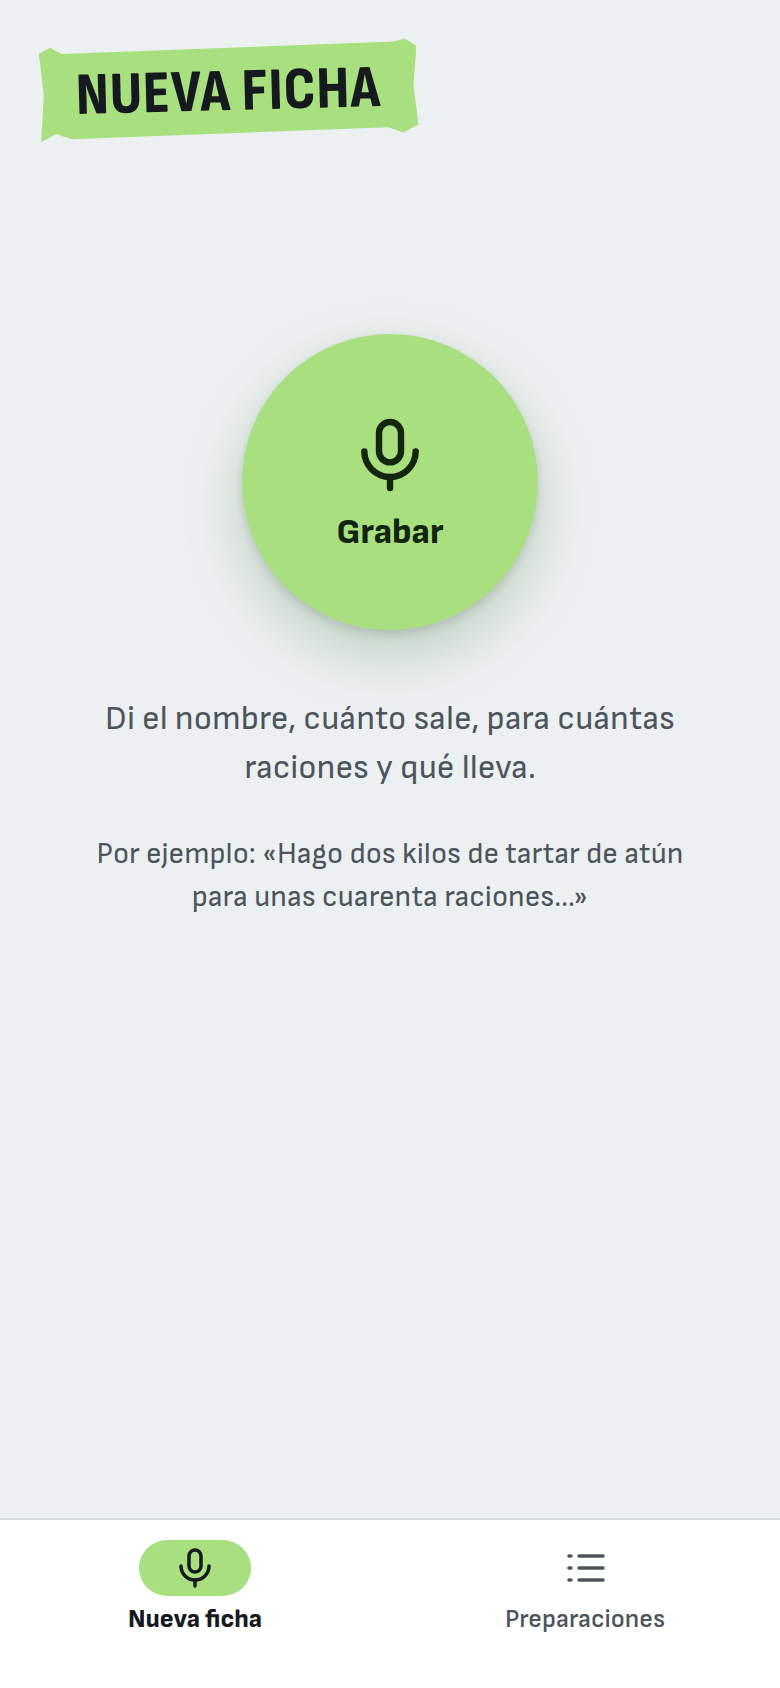 NUEVA FICHA
Grabar
Di el nombre, cuánto sale, para cuántas
raciones y qué lleva.
Por ejemplo: «Hago dos kilos de tartar de atún
para unas cuarenta raciones...»
Nueva ficha
Preparaciones